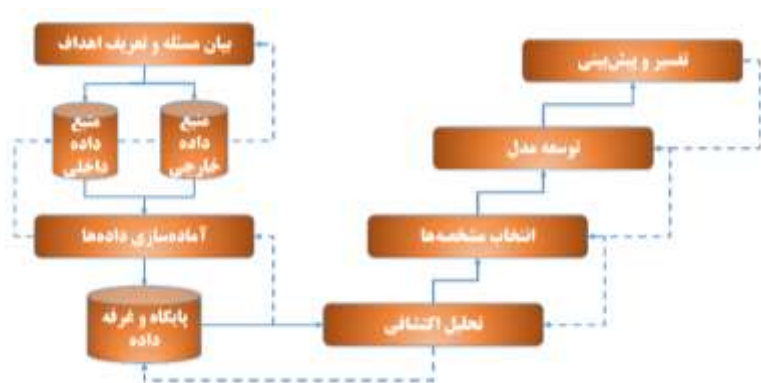 بیان مسئله و تعریف اهداف
منبع
داده
داخلی
منبع
داده
خارجی
آماده‌سازی داده‌ها
پایگاه و غرفه
داده
تحلیل اکتشافی
انتخاب مشخصه‌ها
توسعه مدل
تفسیر و پیش‌بینی